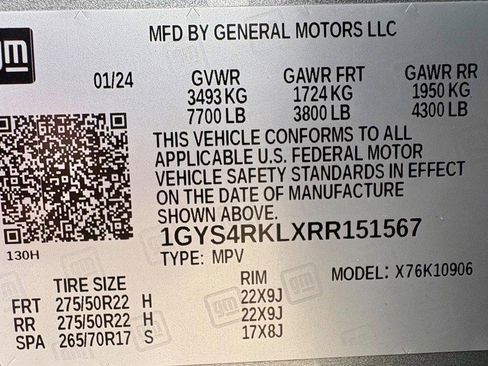 gm
MFD BY GENERAL MOTORS LLC
01/24 GVWR GAWR FRT GAWR RR
3493 KG 1724 KG 1950 KG
7700 LB 3800 LB 4300 LB
THIS VEHICLE CONFORMS TO ALL
APPLICABLE U.S. FEDERAL MOTOR
VEHICLE SAFETY STANDARDS IN EFFECT
ON THE DATE OF MANUFACTURE
SHOWN ABOVE.
1GYS4RKLXRR151567
130H TYPE: MPV MODEL: X76K10906
TIRE SIZE RIM
FRT 275/50R22 H 22X9J
RR 275/50R22 H 22X9J
SPA 265/70R17 S 17X8J